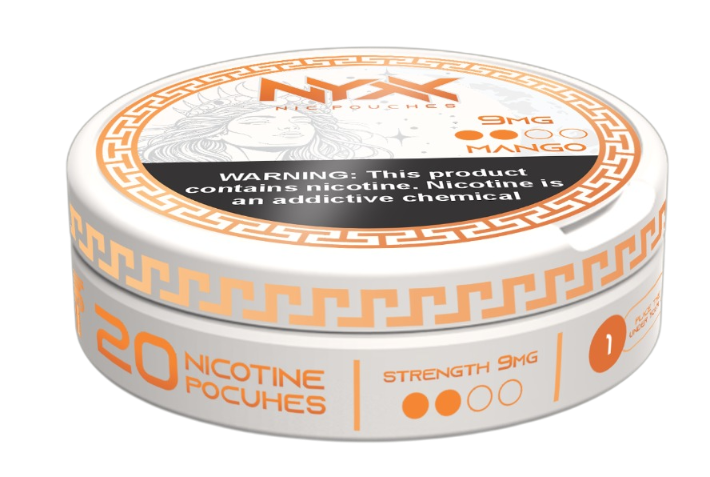 NYX
NIC POUCHES
9MG
MANGO
WARNING: This product
contains nicotine. Nicotine is
an addictive chemical
20 NICOTINE
POCUHES
STRENGTH 9MG
1
UNDER